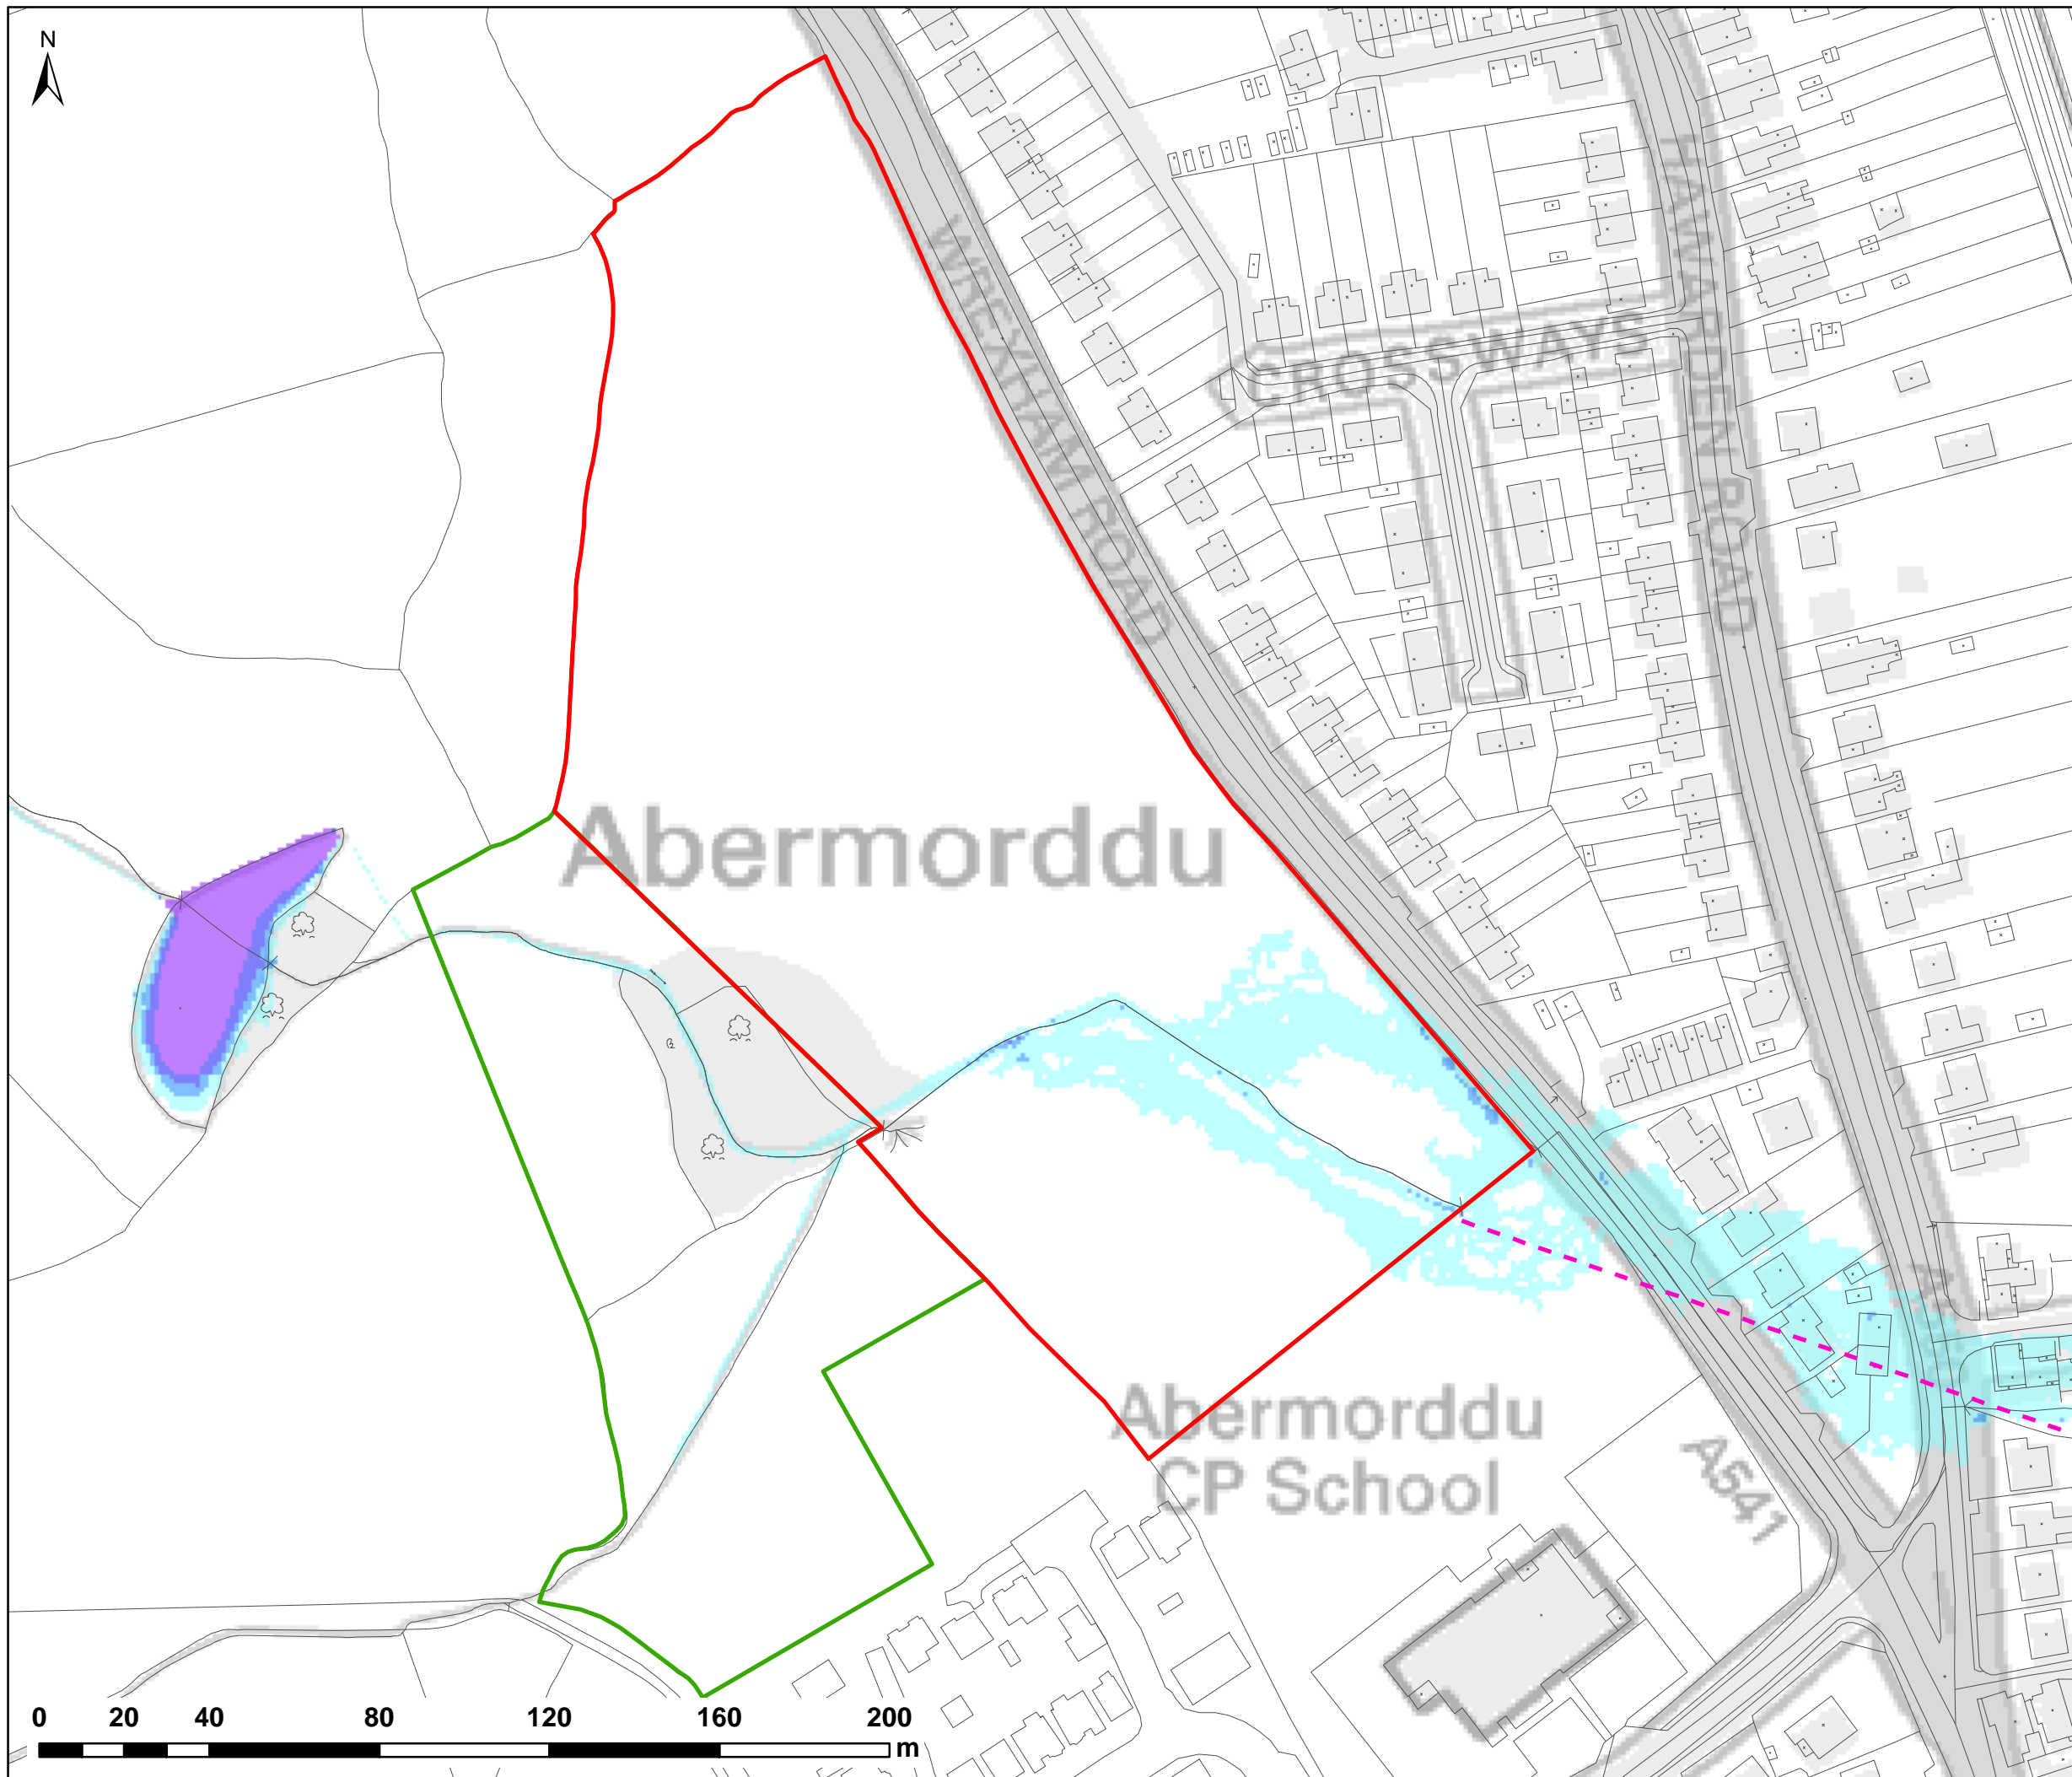 N
WREXHAM ROAD
HAWARDEN ROAD
CROSSWAYS
Abermorddu
Abermorddu
CP School
A541
0 20 40 80 120 160 200
m